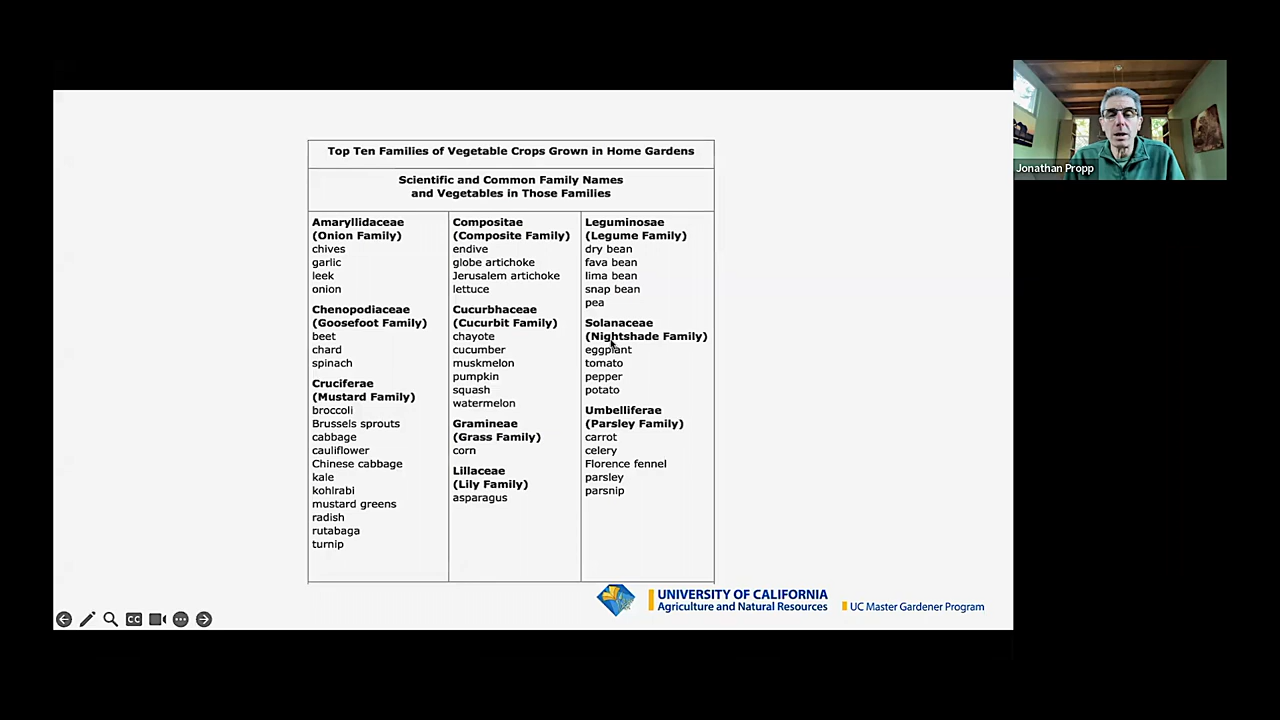 Top Ten Families of Vegetable Crops Grown in Home Gardens
Scientific and Common Family Names
and Vegetables in Those Families
Amaryllidaceae
(Onion Family)
chives
garlic
leek
onion
Chenopodiaceae
(Goosefoot Family)
beet
chard
spinach
Cruciferae
(Mustard Family)
broccoli
Brussels sprouts
cabbage
cauliflower
Chinese cabbage
kale
kohlrabi
mustard greens
radish
rutabaga
turnip
Compositae
(Composite Family)
endive
globe artichoke
Jerusalem artichoke
lettuce
Cucurbhaceae
(Cucurbit Family)
chayote
cucumber
muskmelon
pumpkin
squash
watermelon
Gramineae
(Grass Family)
corn
Lillaceae
(Lily Family)
asparagus
Leguminosae
(Legume Family)
dry bean
fava bean
lima bean
snap bean
pea
Solanaceae
(Nightshade Family)
eggplant
tomato
pepper
potato
Umbelliferae
(Parsley Family)
carrot
celery
Florence fennel
parsley
parsnip
UNIVERSITY OF CALIFORNIA
Agriculture and Natural Resources
UC Master Gardener Program
CC
Jonathan Propp